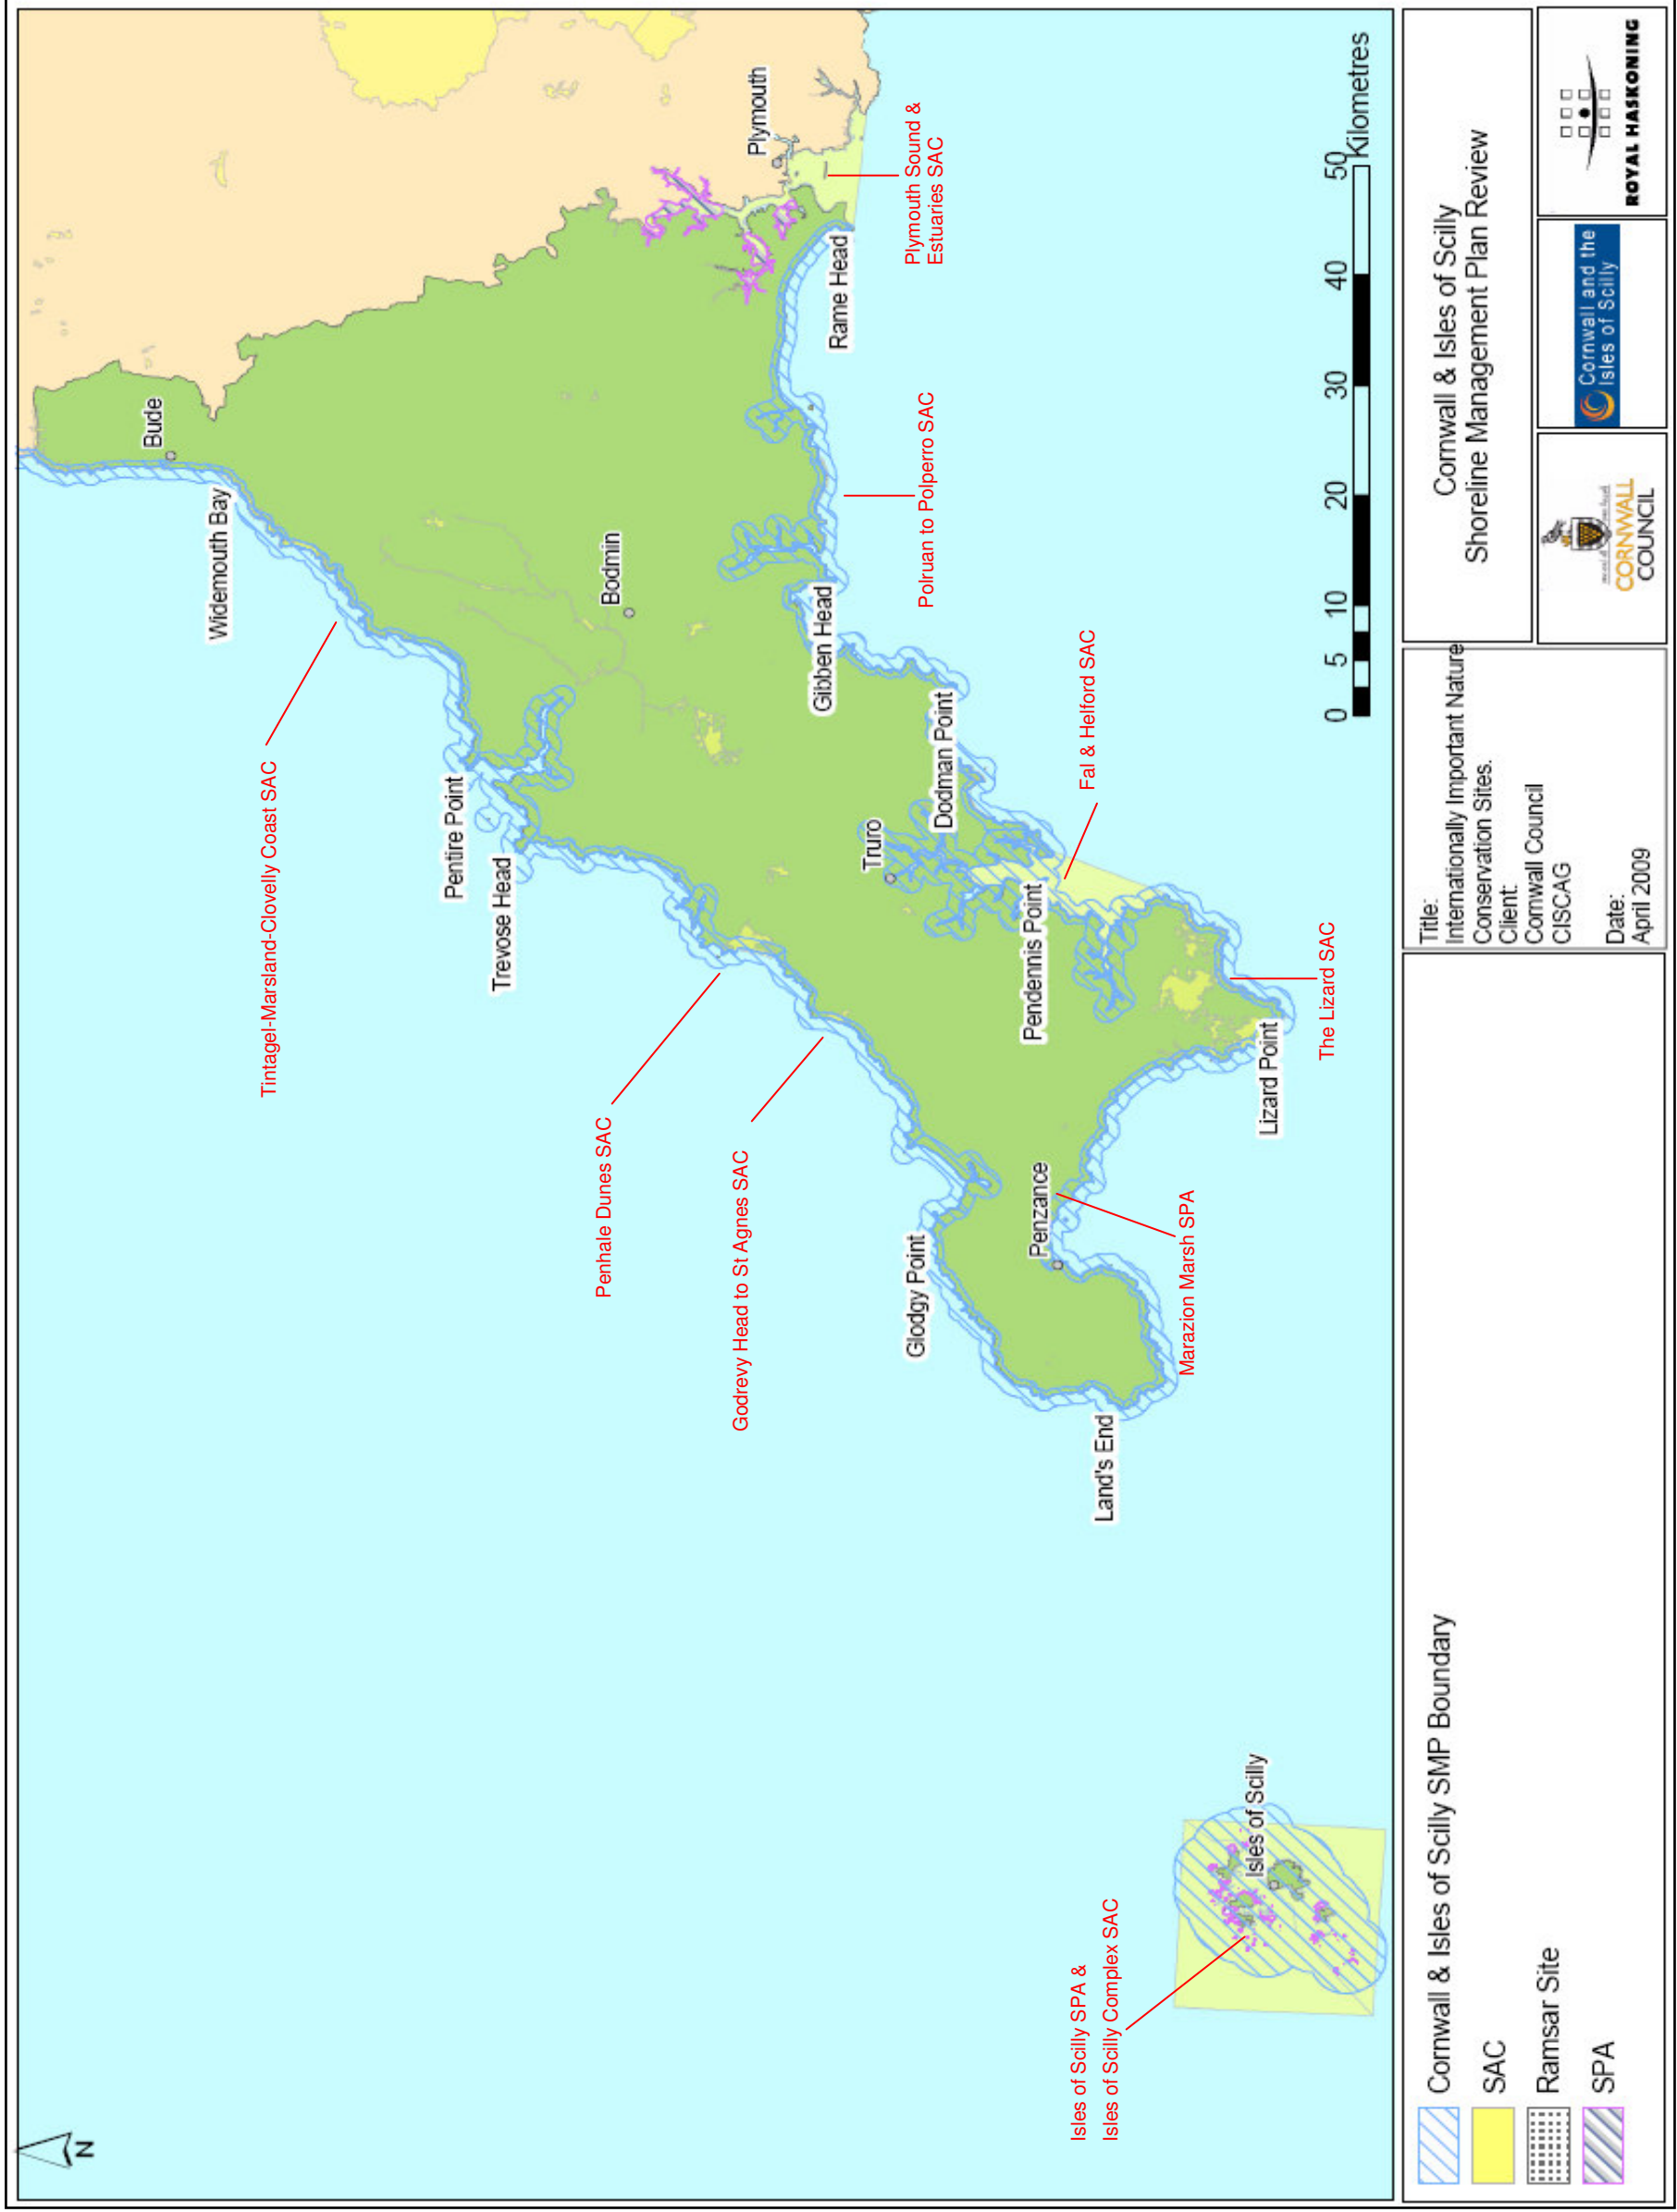 N
Bude
Widemouth Bay
Tintagel-Marsland-Clovelly Coast SAC
Pentire Point
Trevose Head
Bodmin
Penhale Dunes SAC
Godrevy Head to St Agnes SAC
Plymouth
Plymouth Sound &
Estuaries SAC
Rame Head
Polruan to Polperro SAC
Gibben Head
Dodman Point
Truro
Fal & Helford SAC
Pendennis Point
Glodgy Point
Penzance
Land's End
Marazion Marsh SPA
Lizard Point
The Lizard SAC
Isles of Scilly
Isles of Scilly SPA &
Isles of Scilly Complex SAC
0 5 10 20 30 40 50
Kilometres
Cornwall & Isles of Scilly SMP Boundary
SAC
Ramsar Site
SPA
Title:
Internationally Important Nature
Conservation Sites.
Client:
Cornwall Council
CISCAG
Date:
April 2009
Cornwall & Isles of Scilly
Shoreline Management Plan Review
CORNWALL
COUNCIL
Cornwall and the
Isles of Scilly
ROYAL HASKONING